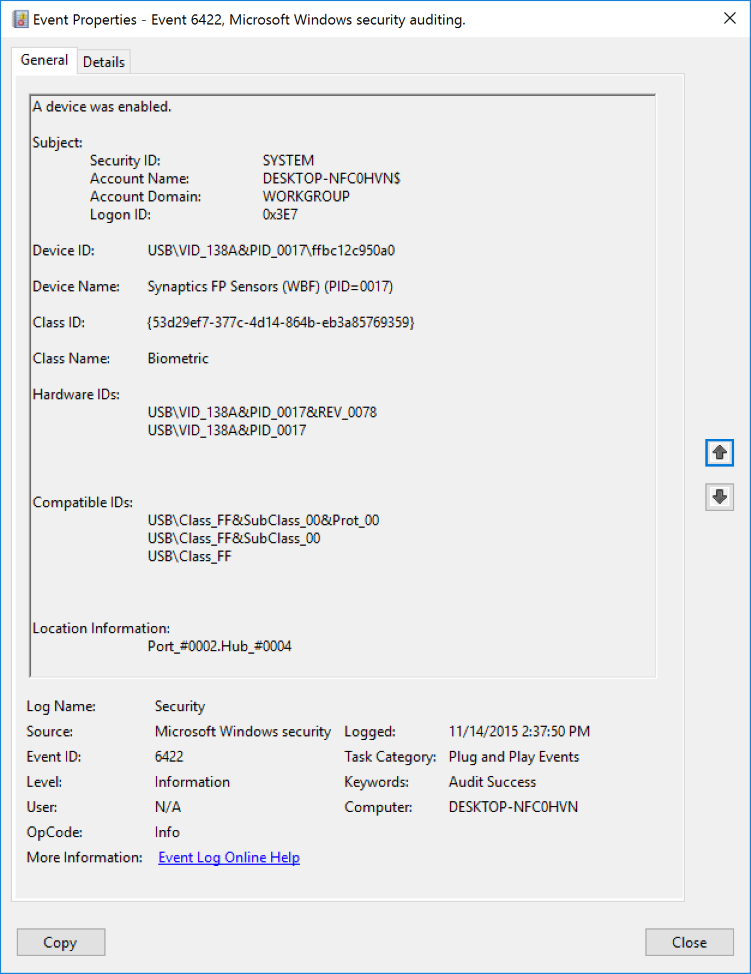 Event Properties - Event 6422, Microsoft Windows security auditing.
General Details
A device was enabled.
Subject:
Security ID: SYSTEM
Account Name: DESKTOP-NFC0HVN$
Account Domain: WORKGROUP
Logon ID: 0x3E7
Device ID: USB\VID_138A&PID_0017\ffbc12c950a0
Device Name: Synaptics FP Sensors (WBF) (PID=0017)
Class ID: {53d29ef7-377c-4d14-864b-eb3a85769359}
Class Name: Biometric
Hardware IDs:
USB\VID_138A&PID_0017&REV_0078
USB\VID_138A&PID_0017
Compatible IDs:
USB\Class_FF&SubClass_00&Prot_00
USB\Class_FF&SubClass_00
USB\Class_FF
Location Information:
Port_#0002.Hub_#0004
Log Name: Security
Source: Microsoft Windows security Logged: 11/14/2015 2:37:50 PM
Event ID: 6422 Task Category: Plug and Play Events
Level: Information Keywords: Audit Success
User: N/A Computer: DESKTOP-NFC0HVN
OpCode: Info
More Information: Event Log Online Help
Copy Close